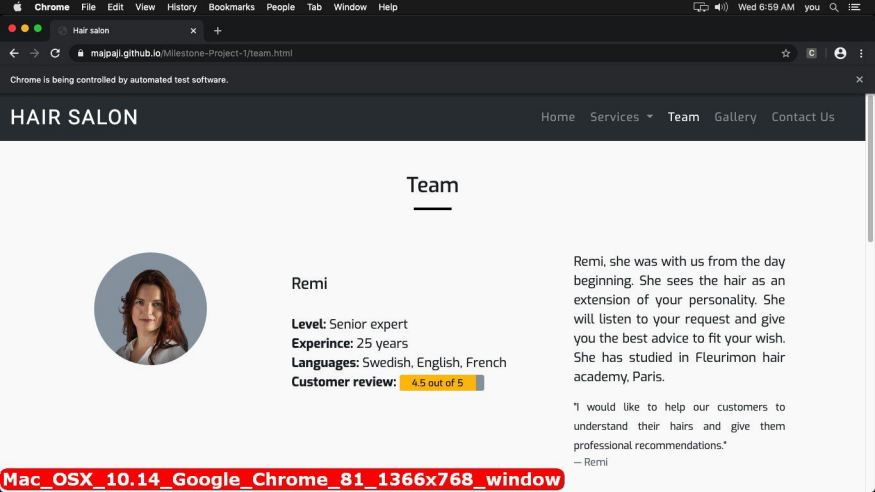 Chrome File Edit View History Bookmarks People Tab Window Help Wed 6:59 AM you
Hair salon
majpaji.github.io/Milestone-Project-1/team.html C
Chrome is being controlled by automated test software.
HAIR SALON Home Services Team Gallery Contact Us
Team
Remi
Level: Senior expert
Experince: 25 years
Languages: Swedish, English, French
Customer review: 4.5 out of 5
Remi, she was with us from the day
beginning. She sees the hair as an
extension of your personality. She
will listen to your request and give
you the best advice to fit your wish.
She has studied in Fleurimon hair
academy, Paris.
"I would like to help our customers to
understand their hairs and give them
professional recommendations."
— Remi
Mac_OSX_10.14_Google_Chrome_81_1366x768_window